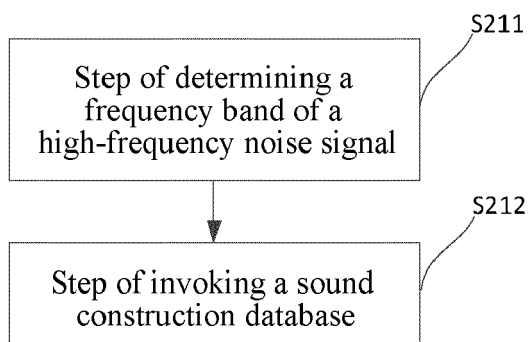 S211
Step of determining a
frequency band of a
high-frequency noise signal
S212
Step of invoking a sound
construction database